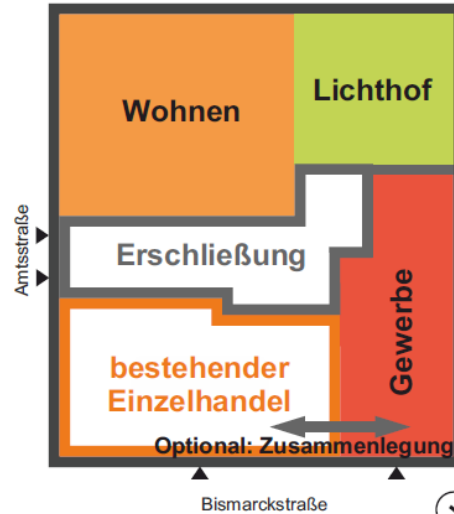 Wohnen
Lichthof
Amtsstraße
Erschließung
Gewerbe
bestehender
Einzelhandel
Optional: Zusammenlegung
Bismarckstraße